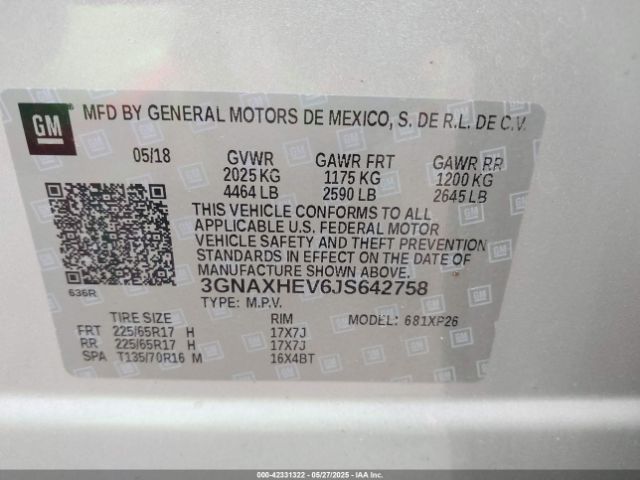 GM
MFD BY GENERAL MOTORS DE MEXICO, S. DE R.L. DE C.V.
05/18 GVWR GAWR FRT GAWR RR
2025 KG 1175 KG 1200 KG
4464 LB 2590 LB 2645 LB
THIS VEHICLE CONFORMS TO ALL
APPLICABLE U.S. FEDERAL MOTOR
VEHICLE SAFETY AND THEFT PREVENTION
STANDARDS IN EFFECT ON THE DATE OF
MANUFACTURE SHOWN ABOVE.
636R
3GNAXHEV6JS642758
TYPE: M.P.V.
TIRE SIZE RIM MODEL: 681XP26
FRT 225/65R17 H 17X7J
RR 225/65R17 H 17X7J
SPA T135/70R16 M 16X4BT
000-42331322 - 05/27/2025 - IAAI.com